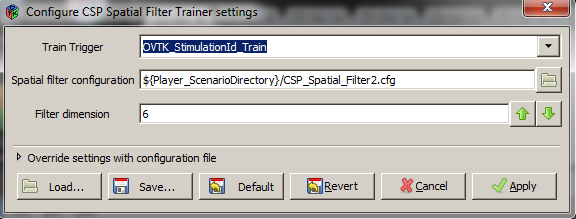 Configure CSP Spatial Filter Trainer settings
Train Trigger OVTK_StimulationId_Train
Spatial filter configuration ${Player_ScenarioDirectory}/CSP_Spatial_Filter2.cfg
Filter dimension 6
Override settings with configuration file
Load... Save... Default Revert Cancel Apply